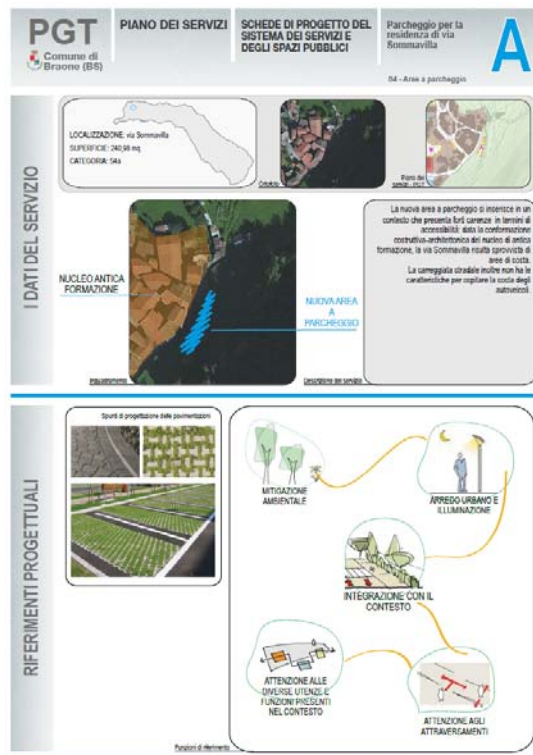 PGT
Comune di
Braone (BS)
PIANO DEI SERVIZI
SCHEDE DI PROGETTO DEL
SISTEMA DEI SERVIZI E
DEGLI SPAZI PUBBLICI
Parcheggio per la
residenza di via
Sommavilla
A
04 - Aree a parcheggio
I DATI DEL SERVIZIO
LOCALIZZAZIONE: via Sommavilla
SUPERFICIE: 240,98 mq
CATEGORIA: S4a
Ortofoto
Piano dei
servizi - PGT
NUCLEO ANTICA
FORMAZIONE
NUOVA AREA
A
PARCHEGGIO
Inquadramento
La nuova area a parcheggio si inserisce in un
contesto che presenta forti carenze in termini di
accessibilità: data la conformazione
costruttiva-architettonica del nucleo di antica
formazione, la via Sommavilla risulta sprovvista di
aree di sosta.
La carreggiata stradale inoltre non ha le
caratteristiche per ospitare la sosta degli
autoveicoli.
Descrizione del servizio
RIFERIMENTI PROGETTUALI
Spunti di progettazione delle pavimentazioni
MITIGAZIONE
AMBIENTALE
ARREDO URBANO E
ILLUMINAZIONE
INTEGRAZIONE CON IL
CONTESTO
ATTENZIONE ALLE
DIVERSE UTENZE E
FUNZIONI PRESENTI
NEL CONTESTO
ATTENZIONE AGLI
ATTRAVERSAMENTI
Funzioni di riferimento